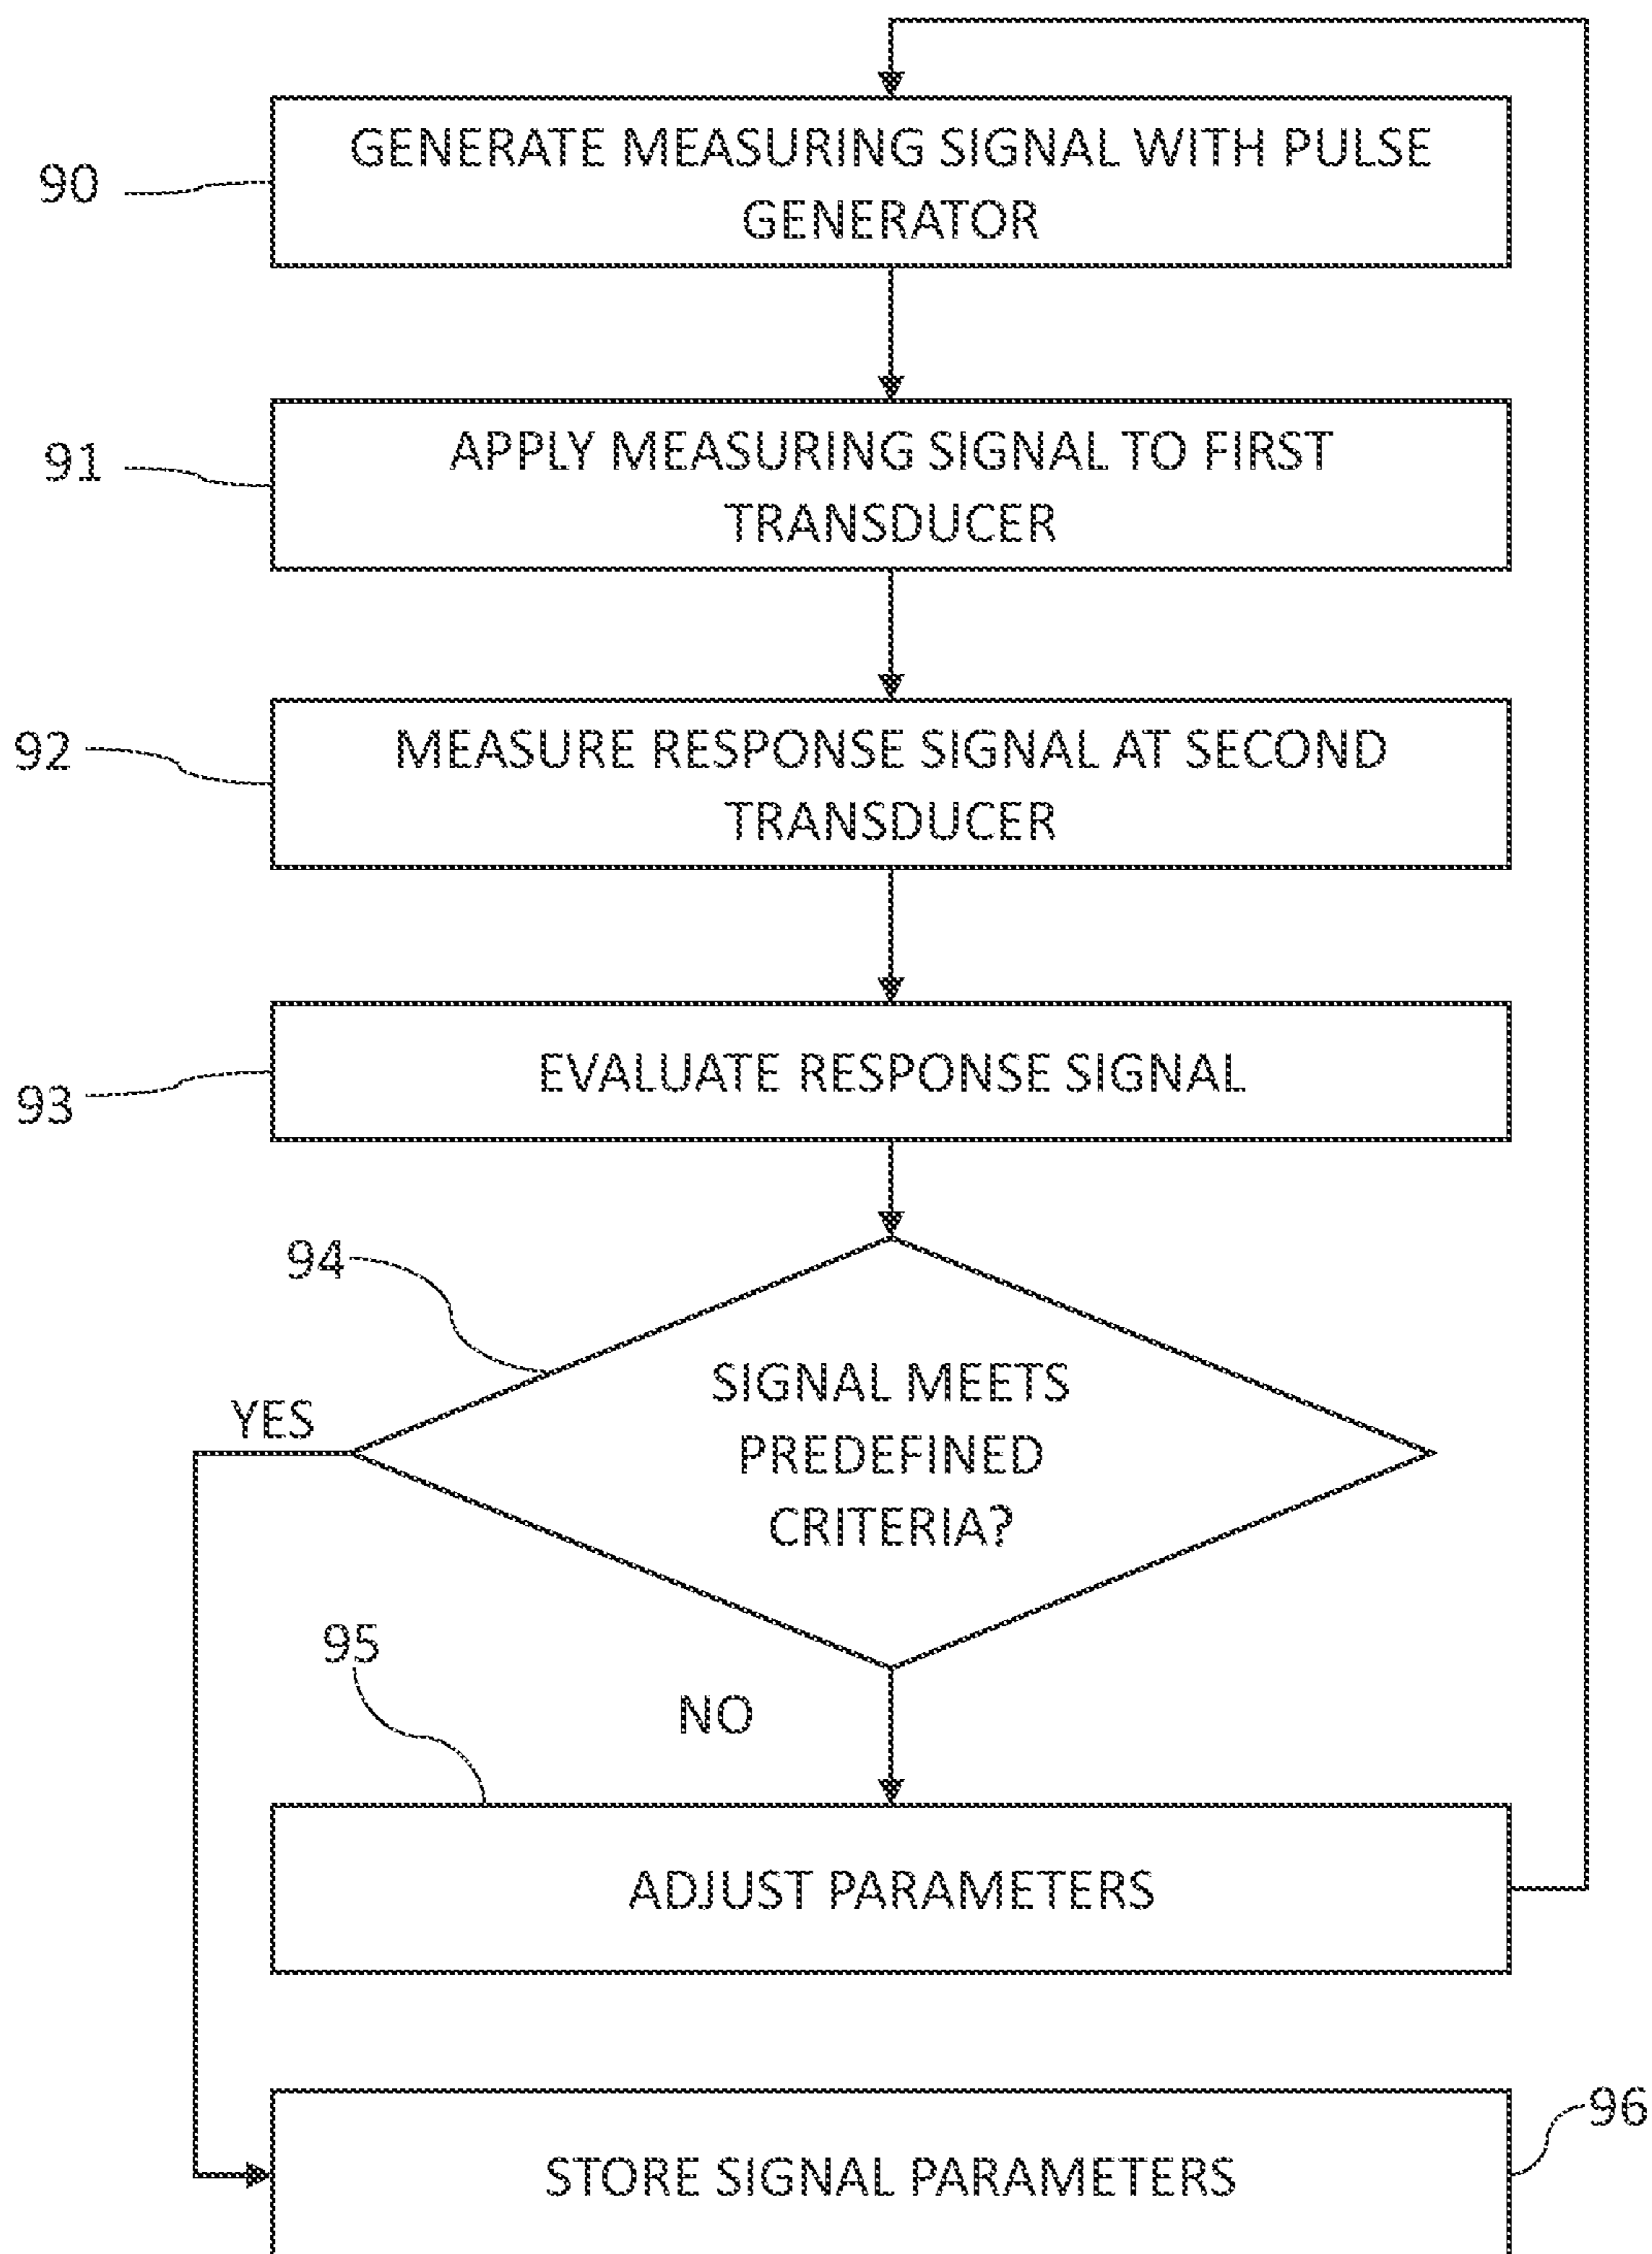 90
GENERATE MEASURING SIGNAL WITH PULSE
GENERATOR
91
APPLY MEASURING SIGNAL TO FIRST
TRANSDUCER
92
MEASURE RESPONSE SIGNAL AT SECOND
TRANSDUCER
93
EVALUATE RESPONSE SIGNAL
94
YES
SIGNAL MEETS
PREDEFINED
CRITERIA?
95
NO
ADJUST PARAMETERS
96
STORE SIGNAL PARAMETERS